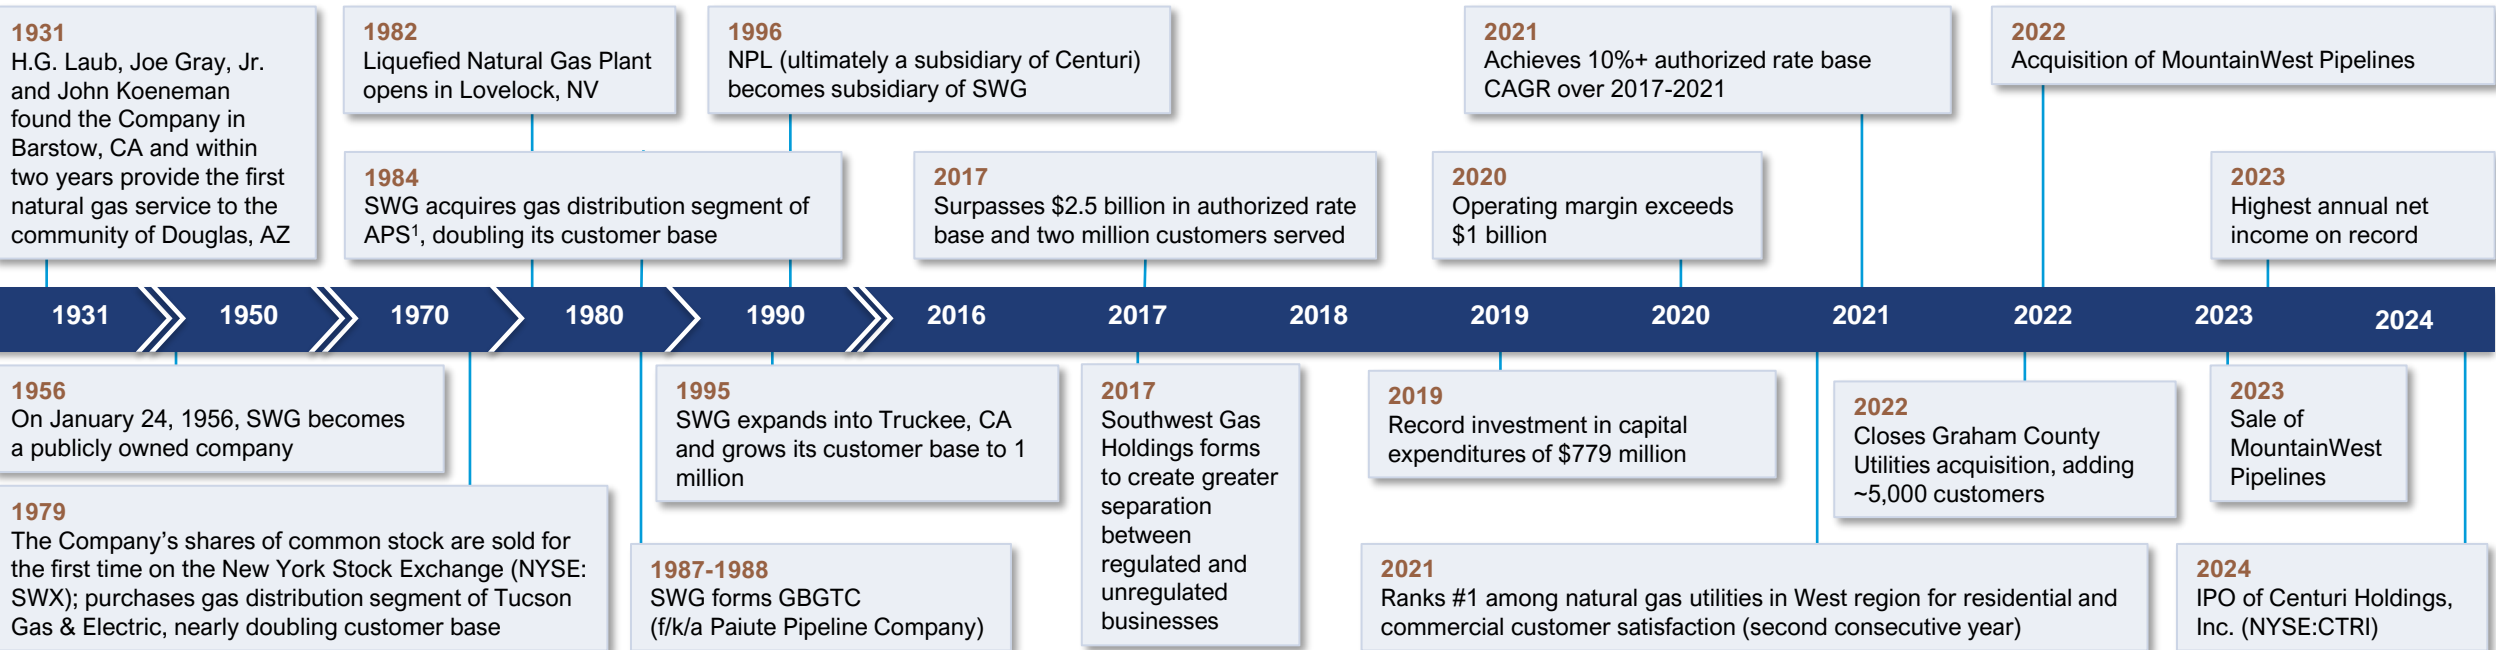 1931
H.G. Laub, Joe Gray, Jr.
and John Koeneman
found the Company in
Barstow, CA and within
two years provide the first
natural gas service to the
community of Douglas, AZ
1982
Liquefied Natural Gas Plant
opens in Lovelock, NV
1984
SWG acquires gas distribution segment of
APS¹, doubling its customer base
1996
NPL (ultimately a subsidiary of Centuri)
becomes subsidiary of SWG
2017
Surpasses $2.5 billion in authorized rate
base and two million customers served
2021
Achieves 10%+ authorized rate base
CAGR over 2017-2021
2020
Operating margin exceeds
$1 billion
2022
Acquisition of MountainWest Pipelines
2023
Highest annual net
income on record
1931 1950 1970 1980 1990 2016 2017 2018 2019 2020 2021 2022 2023 2024
1956
On January 24, 1956, SWG becomes
a publicly owned company
1979
The Company's shares of common stock are sold for
the first time on the New York Stock Exchange (NYSE:
SWX); purchases gas distribution segment of Tucson
Gas & Electric, nearly doubling customer base
1995
SWG expands into Truckee, CA
and grows its customer base to 1
million
1987-1988
SWG forms GBGTC
(f/k/a Paiute Pipeline Company)
2017
Southwest Gas
Holdings forms
to create greater
separation
between
regulated and
unregulated
businesses
2019
Record investment in capital
expenditures of $779 million
2021
Ranks #1 among natural gas utilities in West region for residential and
commercial customer satisfaction (second consecutive year)
2022
Closes Graham County
Utilities acquisition, adding
~5,000 customers
2023
Sale of
MountainWest
Pipelines
2024
IPO of Centuri Holdings,
Inc. (NYSE:CTRI)